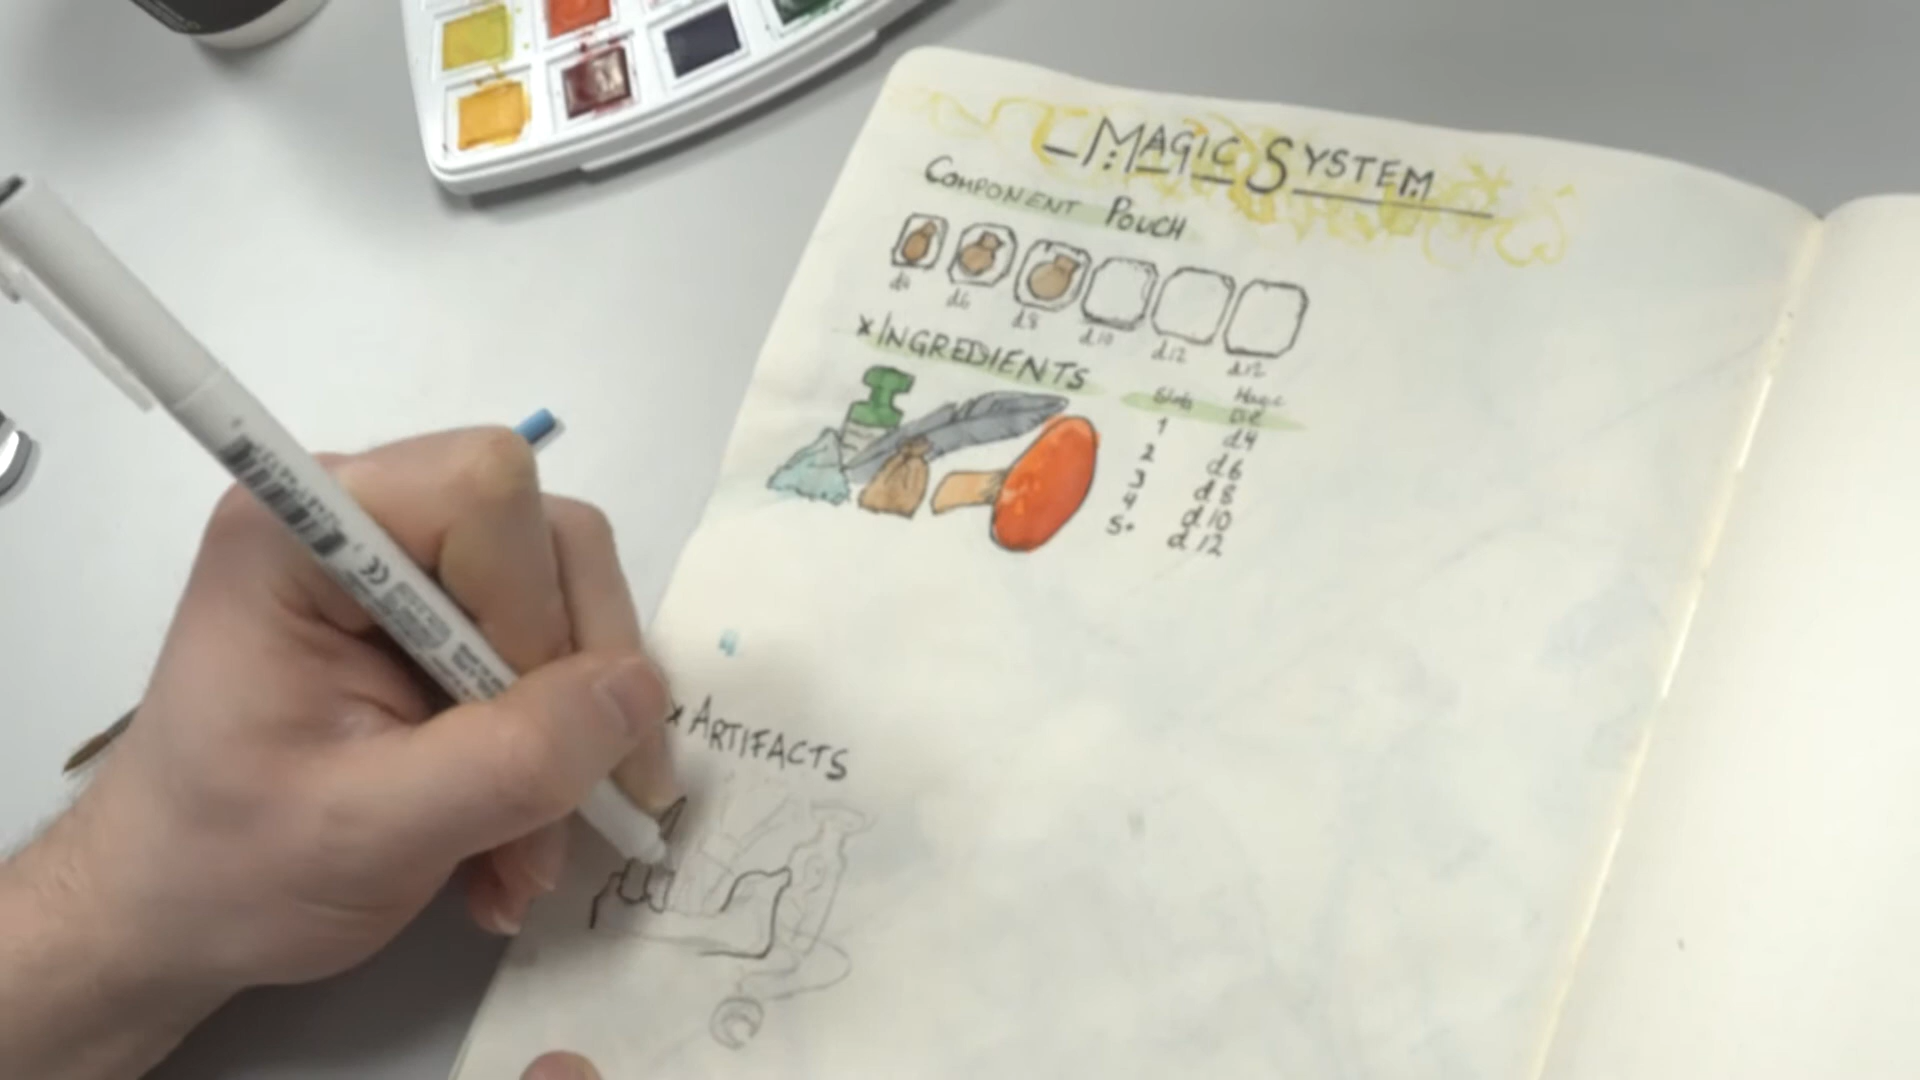 MAGIC SYSTEM
COMPONENT POUCH
d4 d6 d8 d10 d12 d12
x INGREDIENTS
Slots Magic
Die
1 d4
2 d6
3 d8
4 d10
5+ d12
x ARTIFACTS
CE